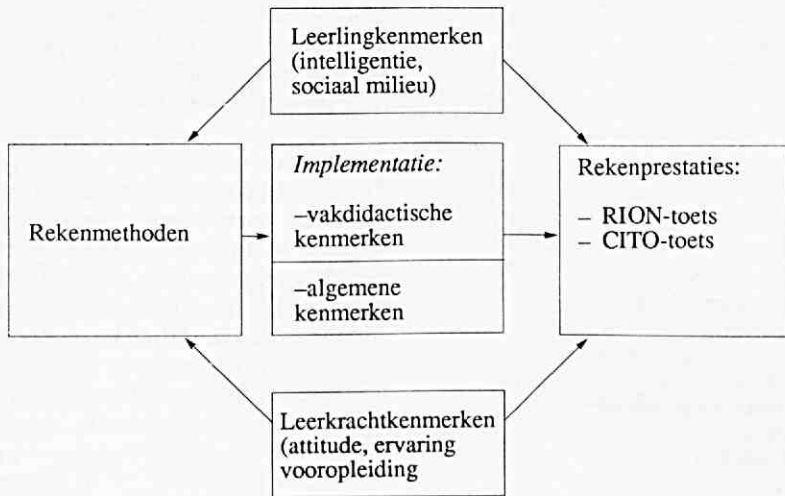 Leerlingkenmerken
(intelligentie,
sociaal milieu)
Rekenmethoden
Implementatie:
–vakdidactische
kenmerken
–algemene
kenmerken
Rekenprestaties:
– RION-toets
– CITO-toets
Leerkrachtkenmerken
(attitude, ervaring
vooropleiding